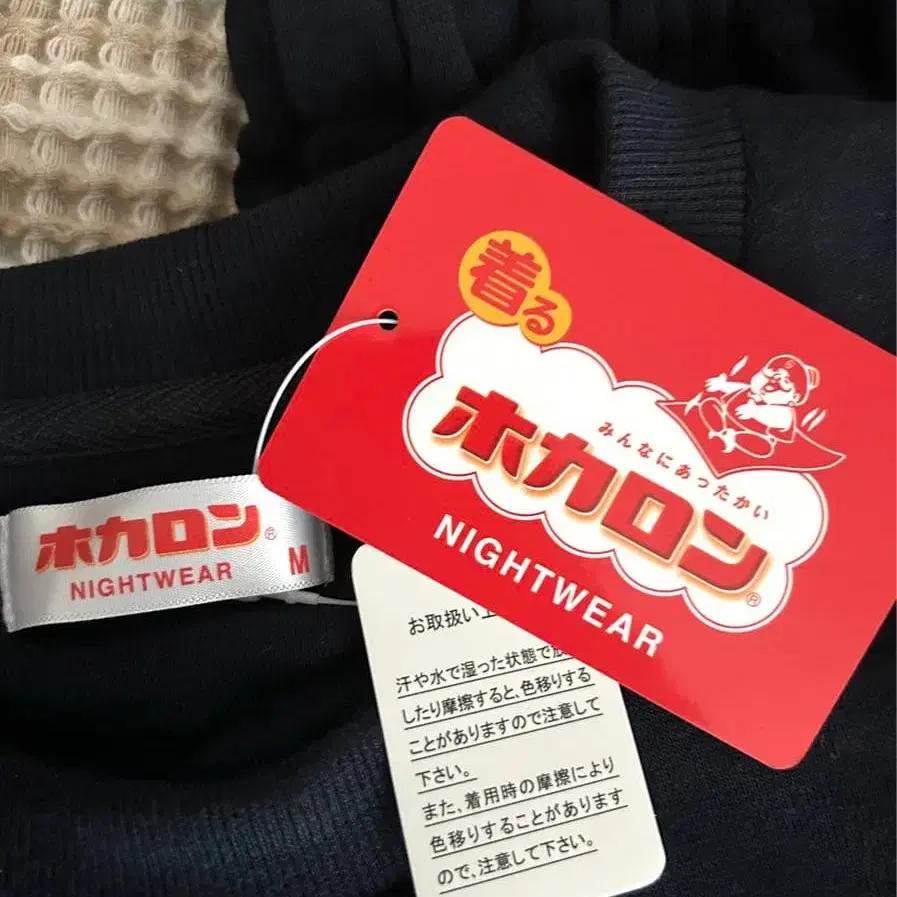 着る
みんなにあったかい
ホカロン®
NIGHTWEAR
ホカロン®
NIGHTWEAR
M
お取扱い上
汗や水で湿った状態で
したり摩擦すると、色移りする
ことがありますので注意して
下さい。
また、着用時の摩擦により
色移りすることがあります
ので、注意して下さい。